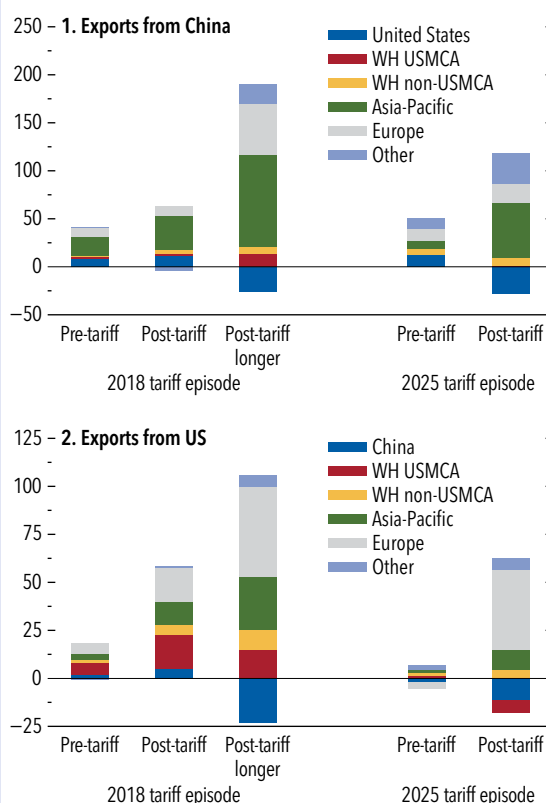 250
1. Exports from China
200
150
100
50
0
−50
United States
WH USMCA
WH non-USMCA
Asia-Pacific
Europe
Other
Pre-tariff
Post-tariff
Post-tariff
longer
Pre-tariff
Post-tariff
2018 tariff episode
2025 tariff episode
125
2. Exports from US
100
75
50
25
0
−25
China
WH USMCA
WH non-USMCA
Asia-Pacific
Europe
Other
Pre-tariff
Post-tariff
Post-tariff
longer
Pre-tariff
Post-tariff
2018 tariff episode
2025 tariff episode